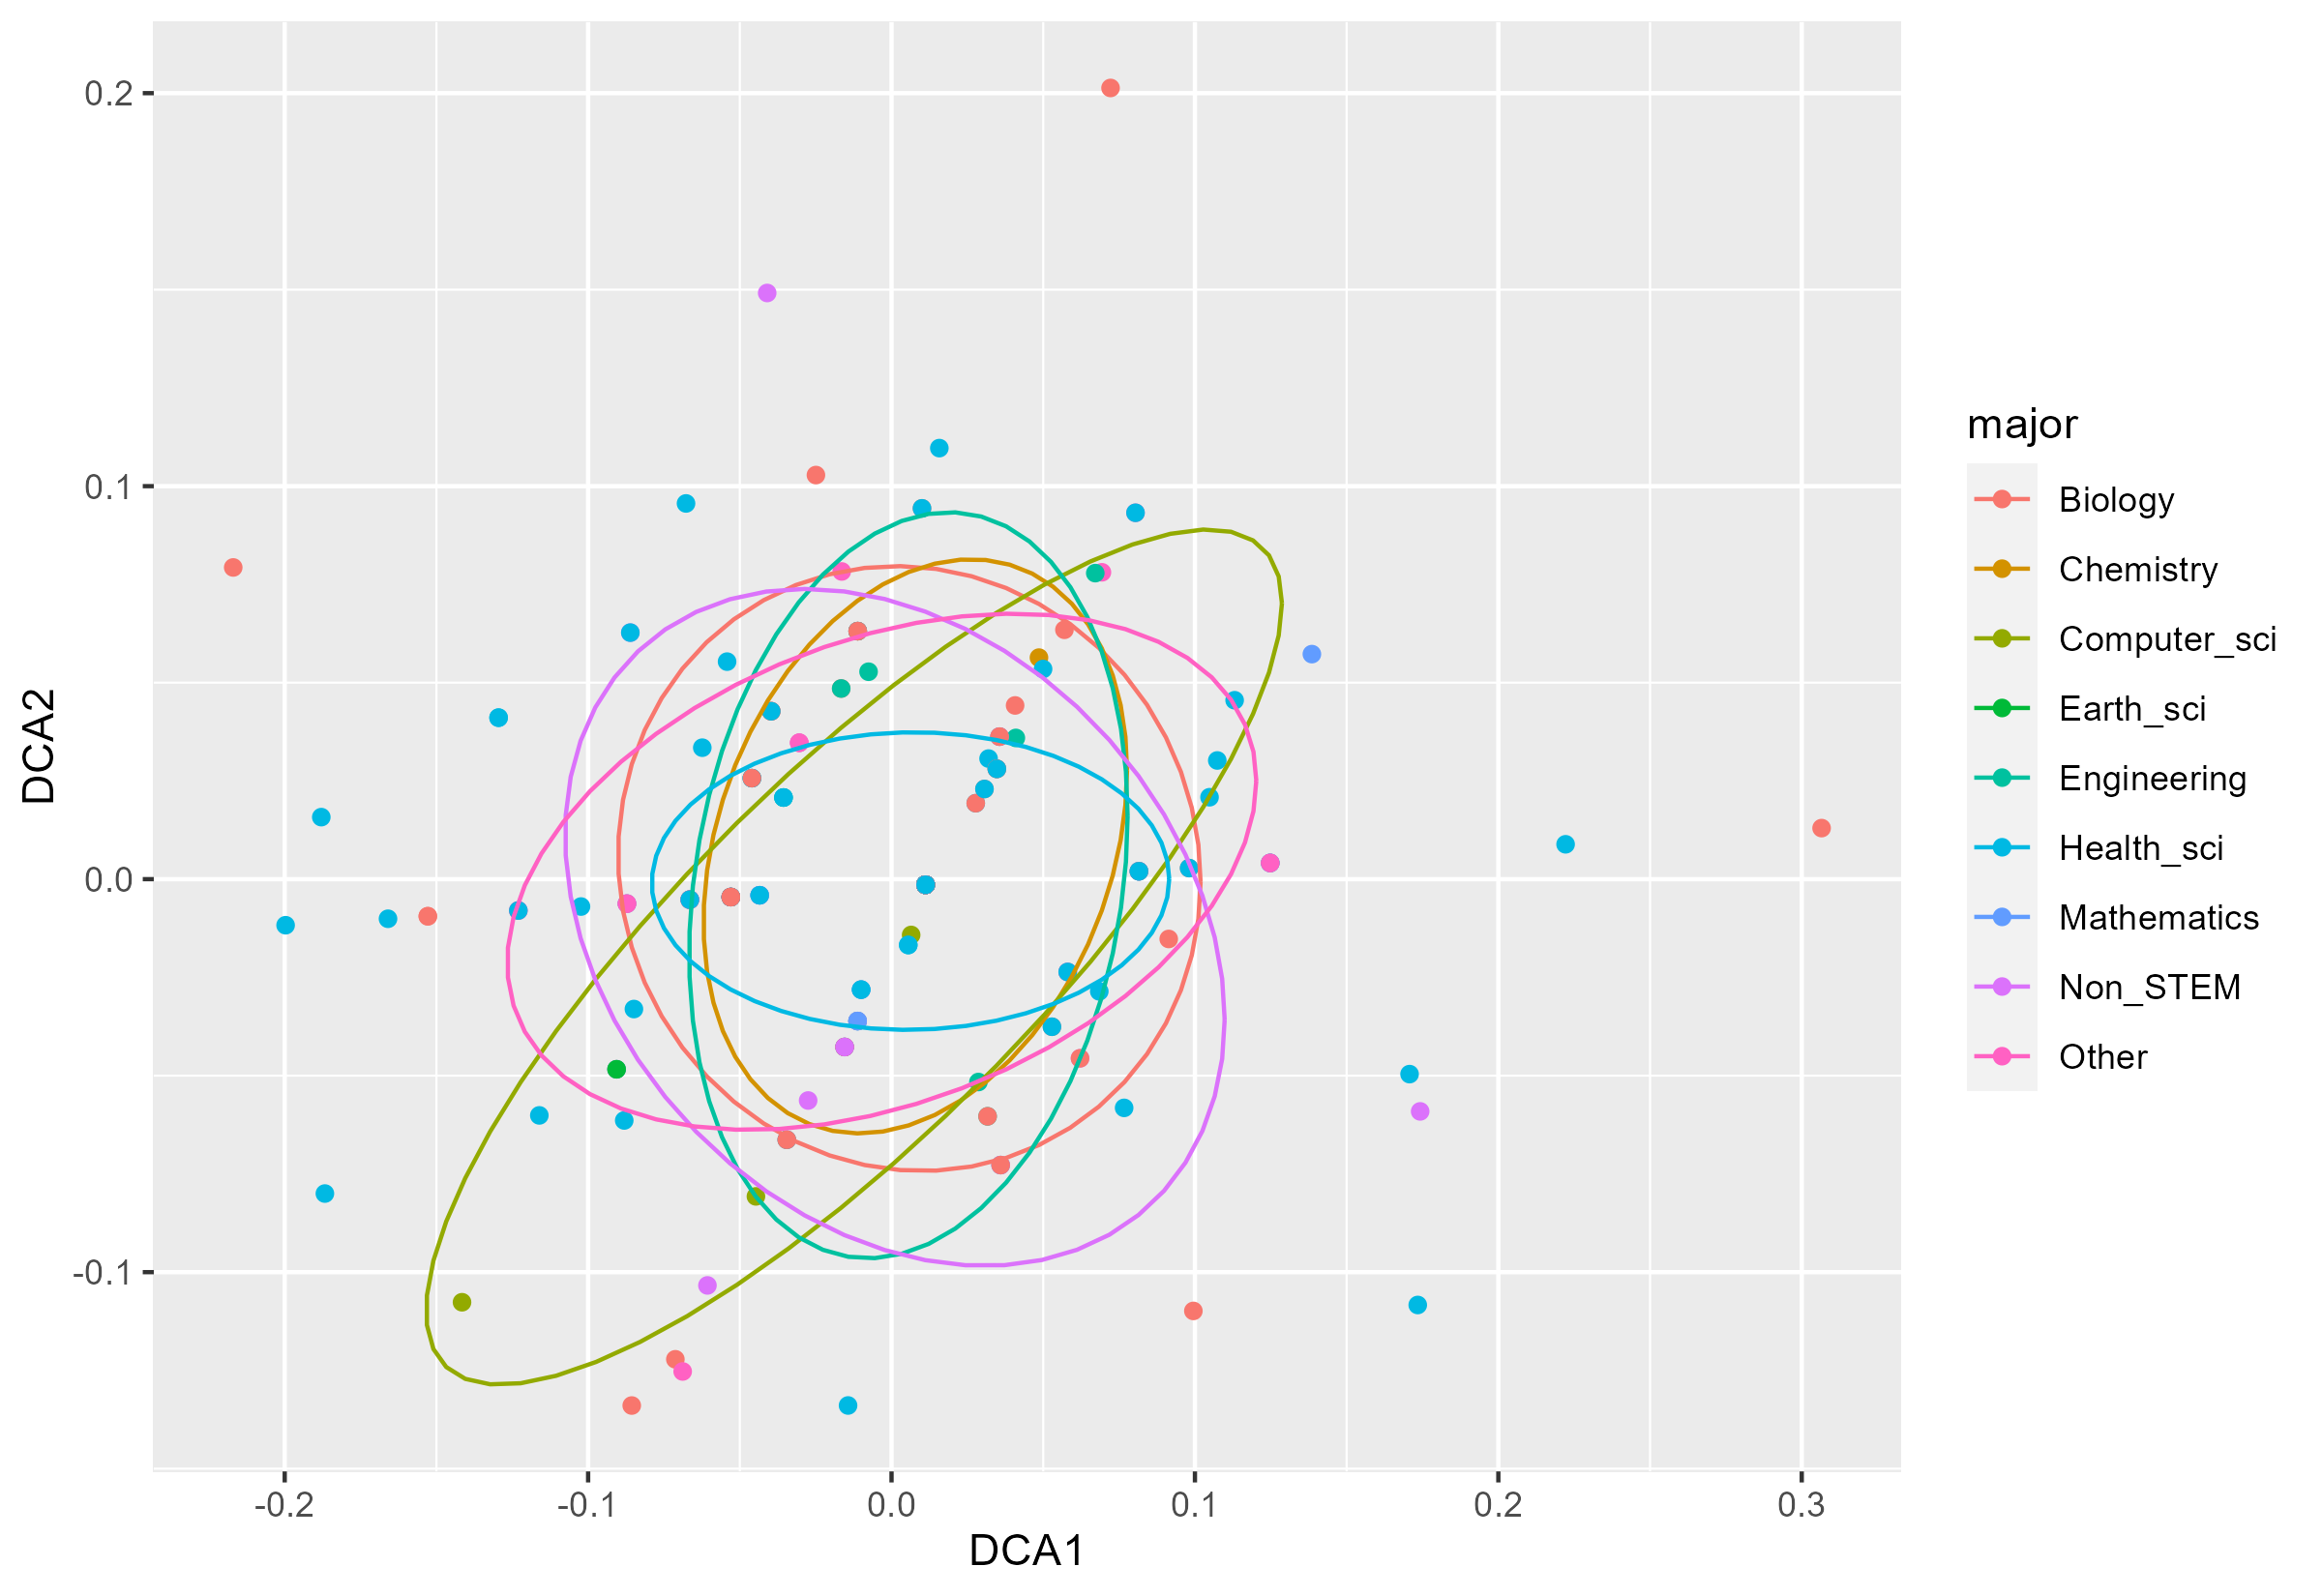 0.2
0.1
0.0
-0.1
DCA2
-0.2
-0.1
0.0
0.1
0.2
0.3
DCA1
major
Biology
Chemistry
Computer_sci
Earth_sci
Engineering
Health_sci
Mathematics
Non_STEM
Other